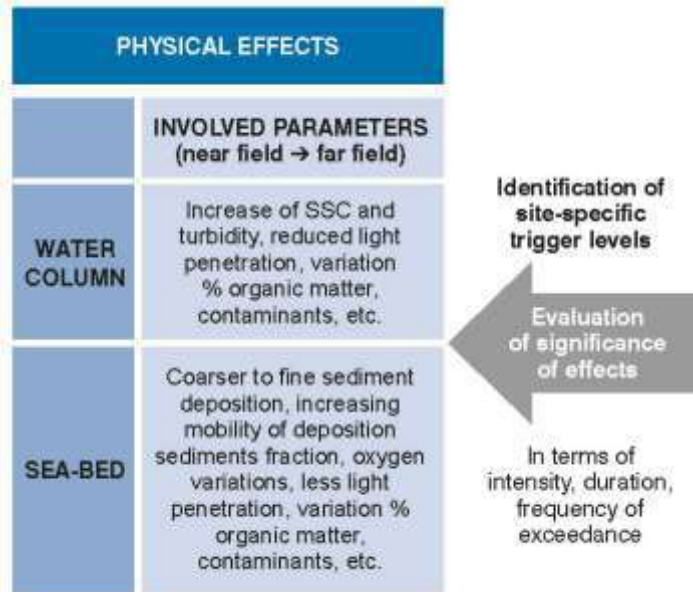 PHYSICAL EFFECTS
INVOLVED PARAMETERS
(near field → far field)
WATER
COLUMN
Increase of SSC and
turbidity, reduced light
penetration, variation
% organic matter,
contaminants, etc.
SEA-BED
Coarser to fine sediment
deposition, increasing
mobility of deposition
sediments fraction, oxygen
variations, less light
penetration, variation %
organic matter,
contaminants, etc.
Identification of
site-specific
trigger levels
Evaluation
of significance
of effects
In terms of
intensity, duration,
frequency of
exceedance